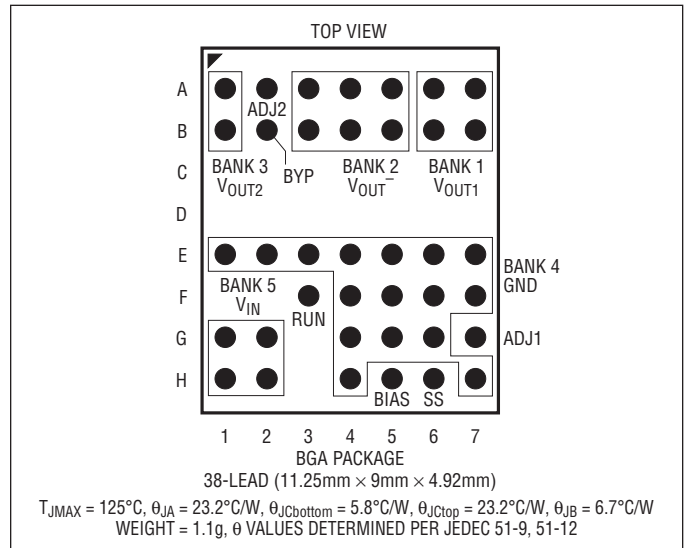 TOP VIEW
A
ADJ2
B
C BANK 3 BYP BANK 2 BANK 1
VOUT2 VOUT– VOUT1
D
E
BANK 4
GND
F BANK 5
VIN
RUN
G ADJ1
H
BIAS SS
1 2 3 4 5 6 7
BGA PACKAGE
38-LEAD (11.25mm × 9mm × 4.92mm)
TJMAX = 125°C, θJA = 23.2°C/W, θJCbottom = 5.8°C/W, θJCtop = 23.2°C/W, θJB = 6.7°C/W
WEIGHT = 1.1g, θ VALUES DETERMINED PER JEDEC 51-9, 51-12